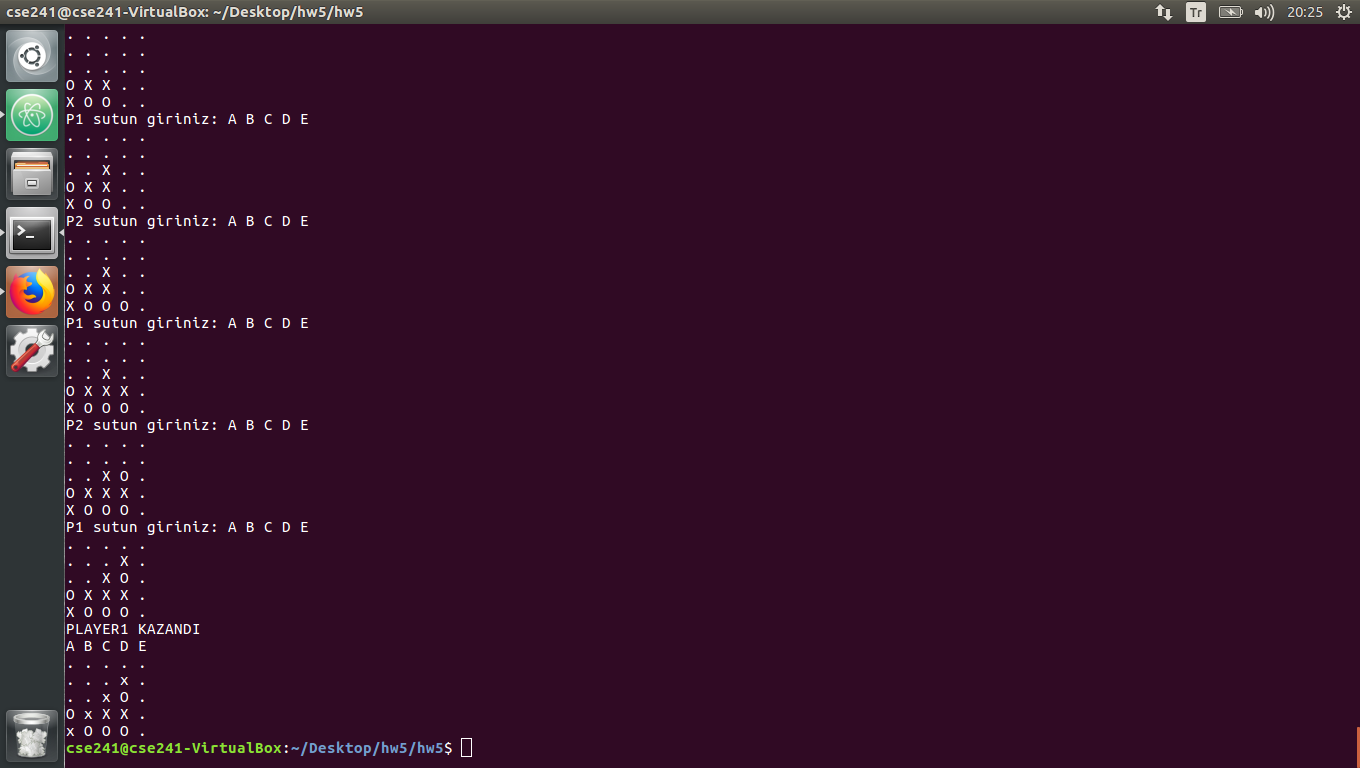 cse241@cse241-VirtualBox: ~/Desktop/hw5/hw5
Tr
20:25
. . . . .
. . . . .
. . . . .
O X X . .
X O O . .
P1 sutun giriniz: A B C D E
. . . . .
. . . . .
. . X . .
O X X . .
X O O . .
P2 sutun giriniz: A B C D E
. . . . .
. . . . .
. . X . .
O X X . .
X O O O .
P1 sutun giriniz: A B C D E
. . . . .
. . . . .
. . X . .
O X X X .
X O O O .
P2 sutun giriniz: A B C D E
. . . . .
. . . . .
. . X O .
O X X X .
X O O O .
P1 sutun giriniz: A B C D E
. . . . .
. . . X .
. . X O .
O X X X .
X O O O .
PLAYER1 KAZANDI
A B C D E
. . . . .
. . . x .
. . x O .
O x X X .
x O O O .
cse241@cse241-VirtualBox:~/Desktop/hw5/hw5$